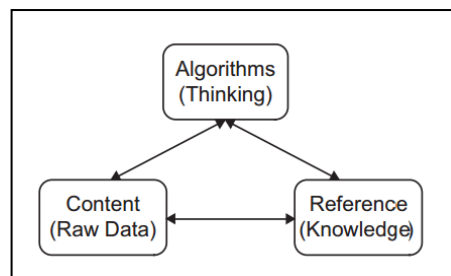 Algorithms
(Thinking)
Content
(Raw Data)
Reference
(Knowledge)